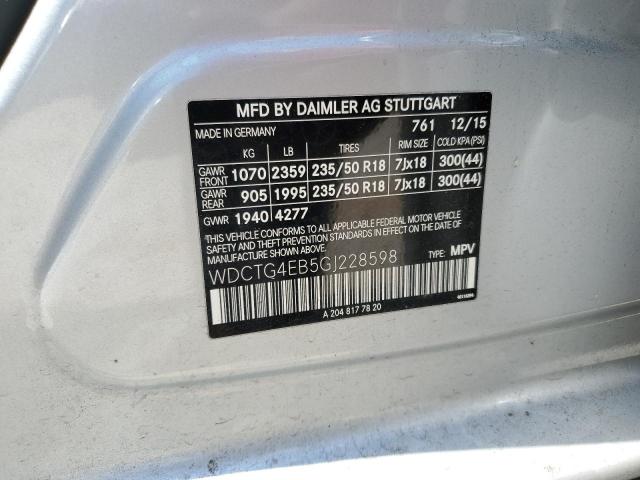 MFD BY DAIMLER AG STUTTGART
MADE IN GERMANY 761 12/15
KG LB TIRES RIM SIZE COLD KPA(PSI)
GAWR FRONT 1070 2359 235/50 R18 7Jx18 300(44)
GAWR REAR 905 1995 235/50 R18 7Jx18 300(44)
GVWR 1940 4277
THIS VEHICLE CONFORMS TO ALL APPLICABLE FEDERAL MOTOR VEHICLE
SAFETY, BUMPER, AND THEFT PREVENTION STANDARDS IN EFFECT ON THE DATE
OF MANUFACTURE SHOWN ABOVE.
WDCTG4EB5GJ228598 TYPE: MPV
A 204 817 78 20